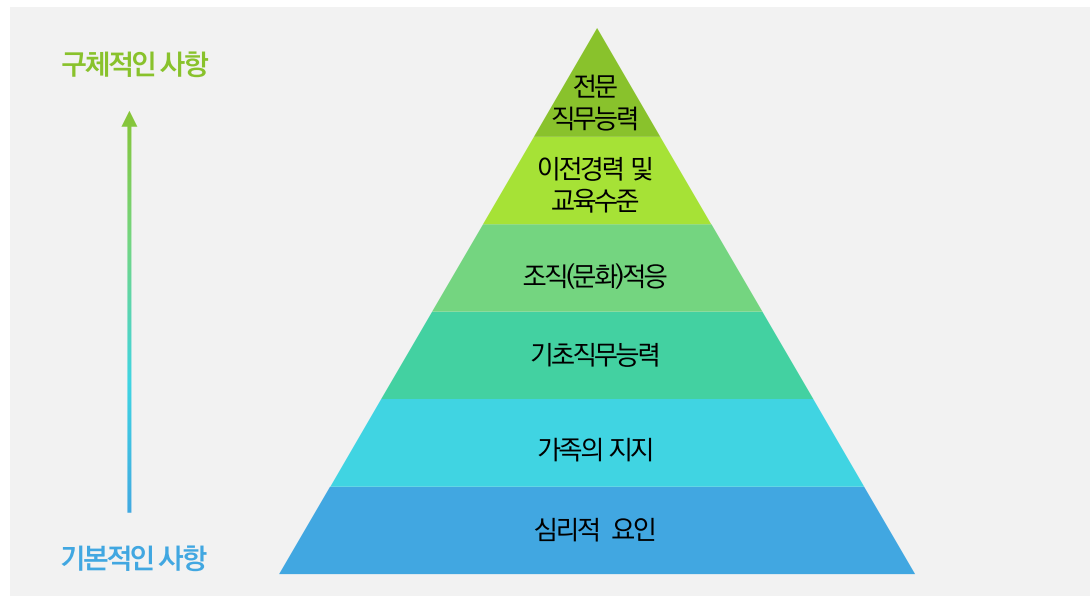 구체적인 사항
전문
직무능력
이전경력 및
교육수준
조직(문화)적응
기초직무능력
가족의 지지
심리적 요인
기본적인 사항